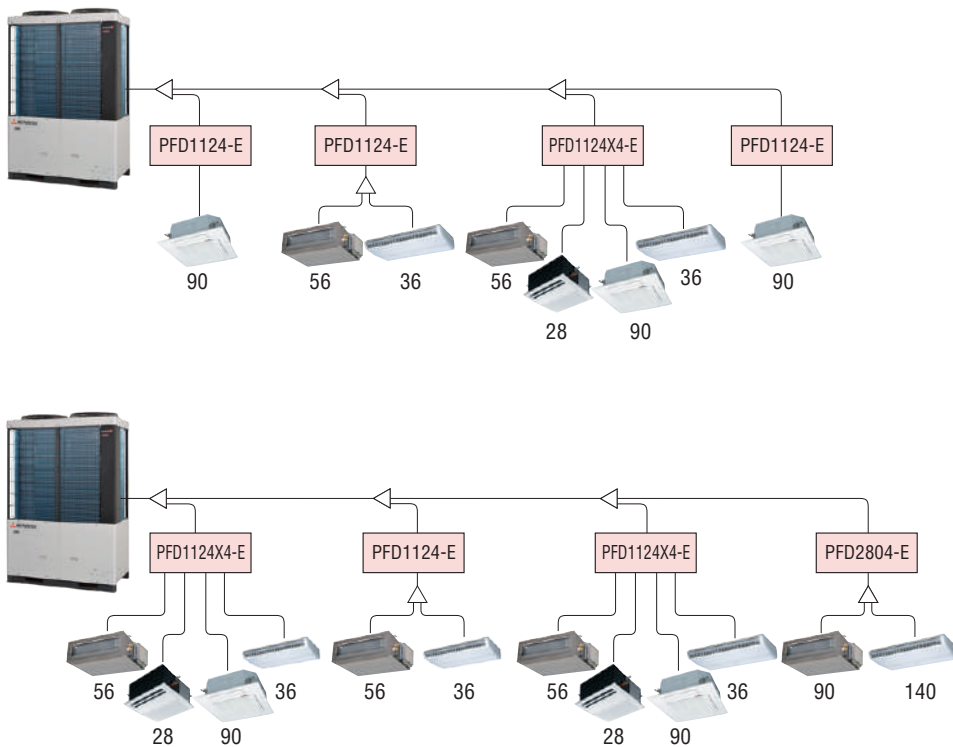 PFD1124-E PFD1124-E PFD1124X4-E PFD1124-E
90 56 36 56 36 90
28 90
PFD1124X4-E PFD1124-E PFD1124X4-E PFD2804-E
56 36 56 36 56 36 90 140
28 90 28 90